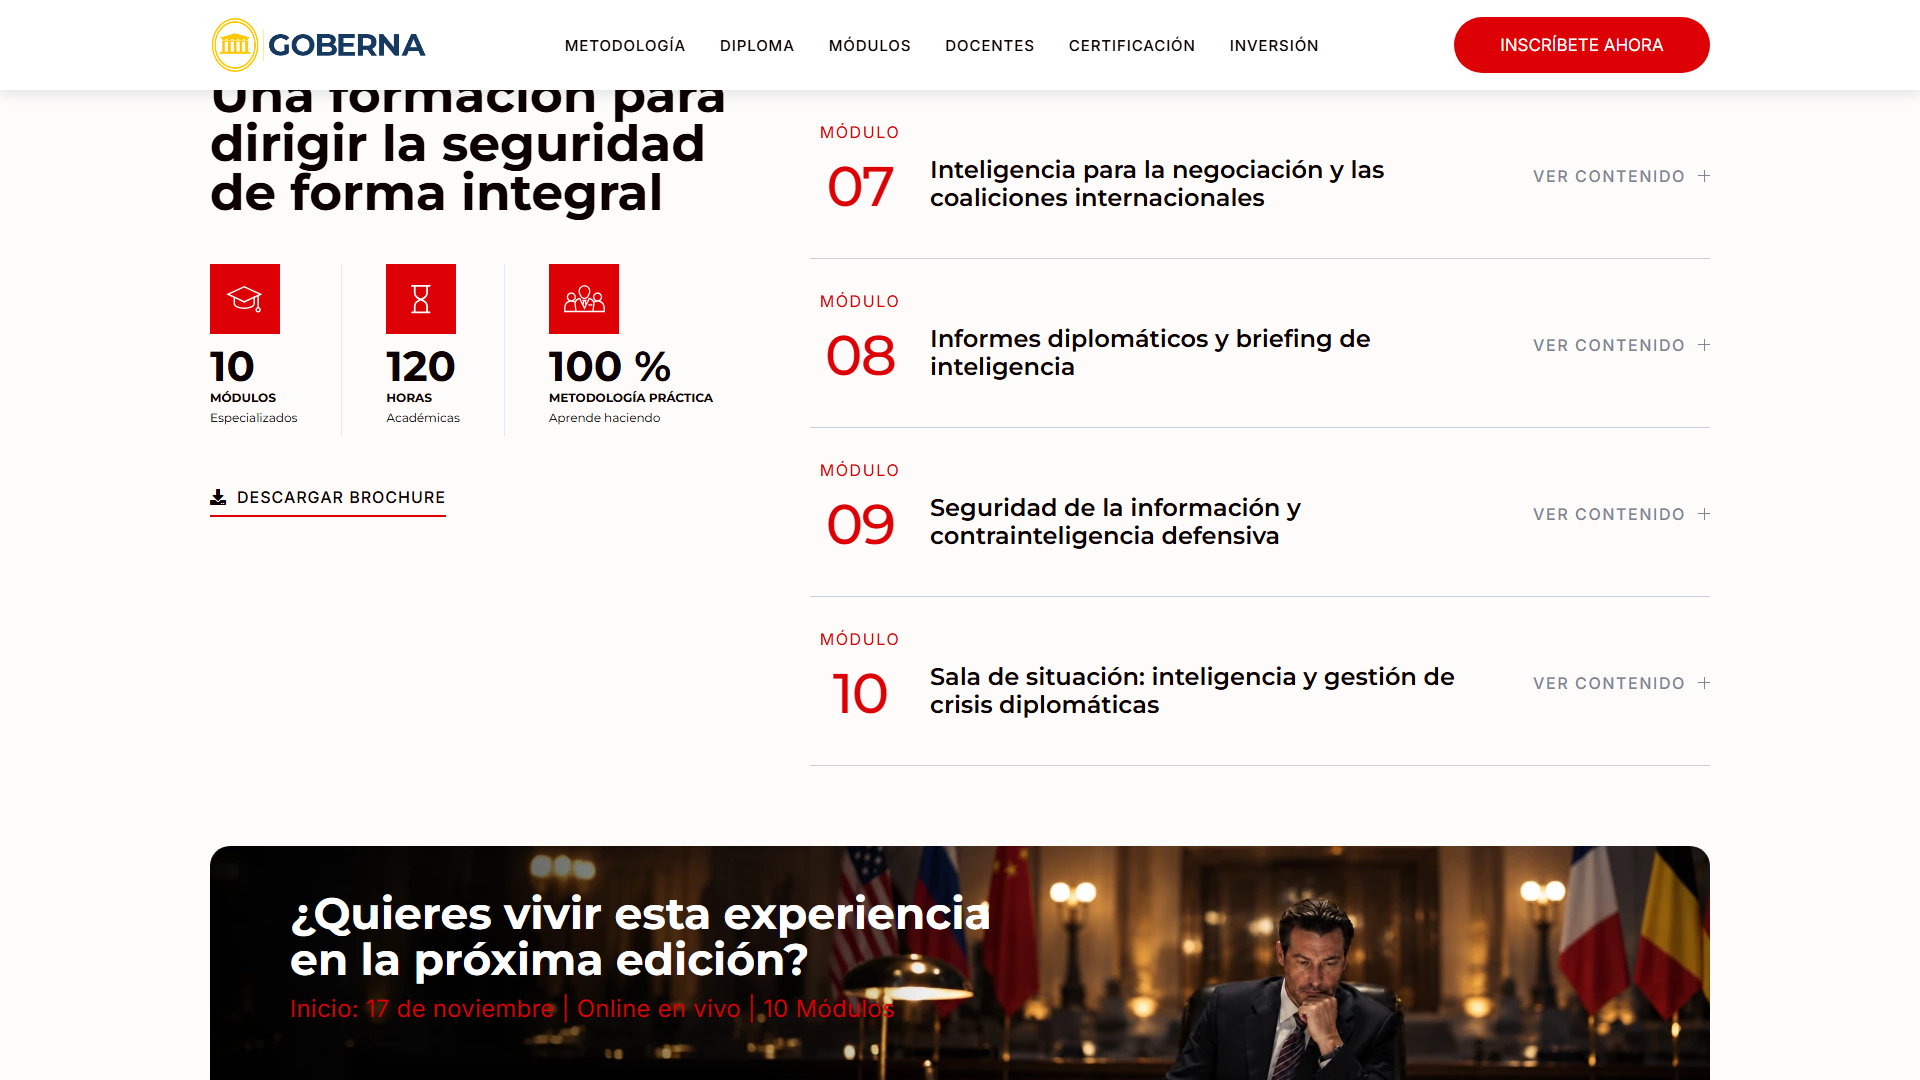 GOBERNA
METODOLOGÍA
DIPLOMA
MÓDULOS
DOCENTES
CERTIFICACIÓN
INVERSIÓN
INSCRÍBETE AHORA
Una formación para
dirigir la seguridad
de forma integral
10
MÓDULOS
Especializados
120
HORAS
Académicas
100 %
METODOLOGÍA PRÁCTICA
Aprende haciendo
DESCARGAR BROCHURE
MÓDULO
07
Inteligencia para la negociación y las
coaliciones internacionales
VER CONTENIDO
MÓDULO
08
Informes diplomáticos y briefing de
inteligencia
VER CONTENIDO
MÓDULO
09
Seguridad de la información y
contrainteligencia defensiva
VER CONTENIDO
MÓDULO
10
Sala de situación: inteligencia y gestión de
crisis diplomáticas
VER CONTENIDO
¿Quieres vivir esta experiencia
en la próxima edición?
Inicio: 17 de noviembre | Online en vivo | 10 Módulos